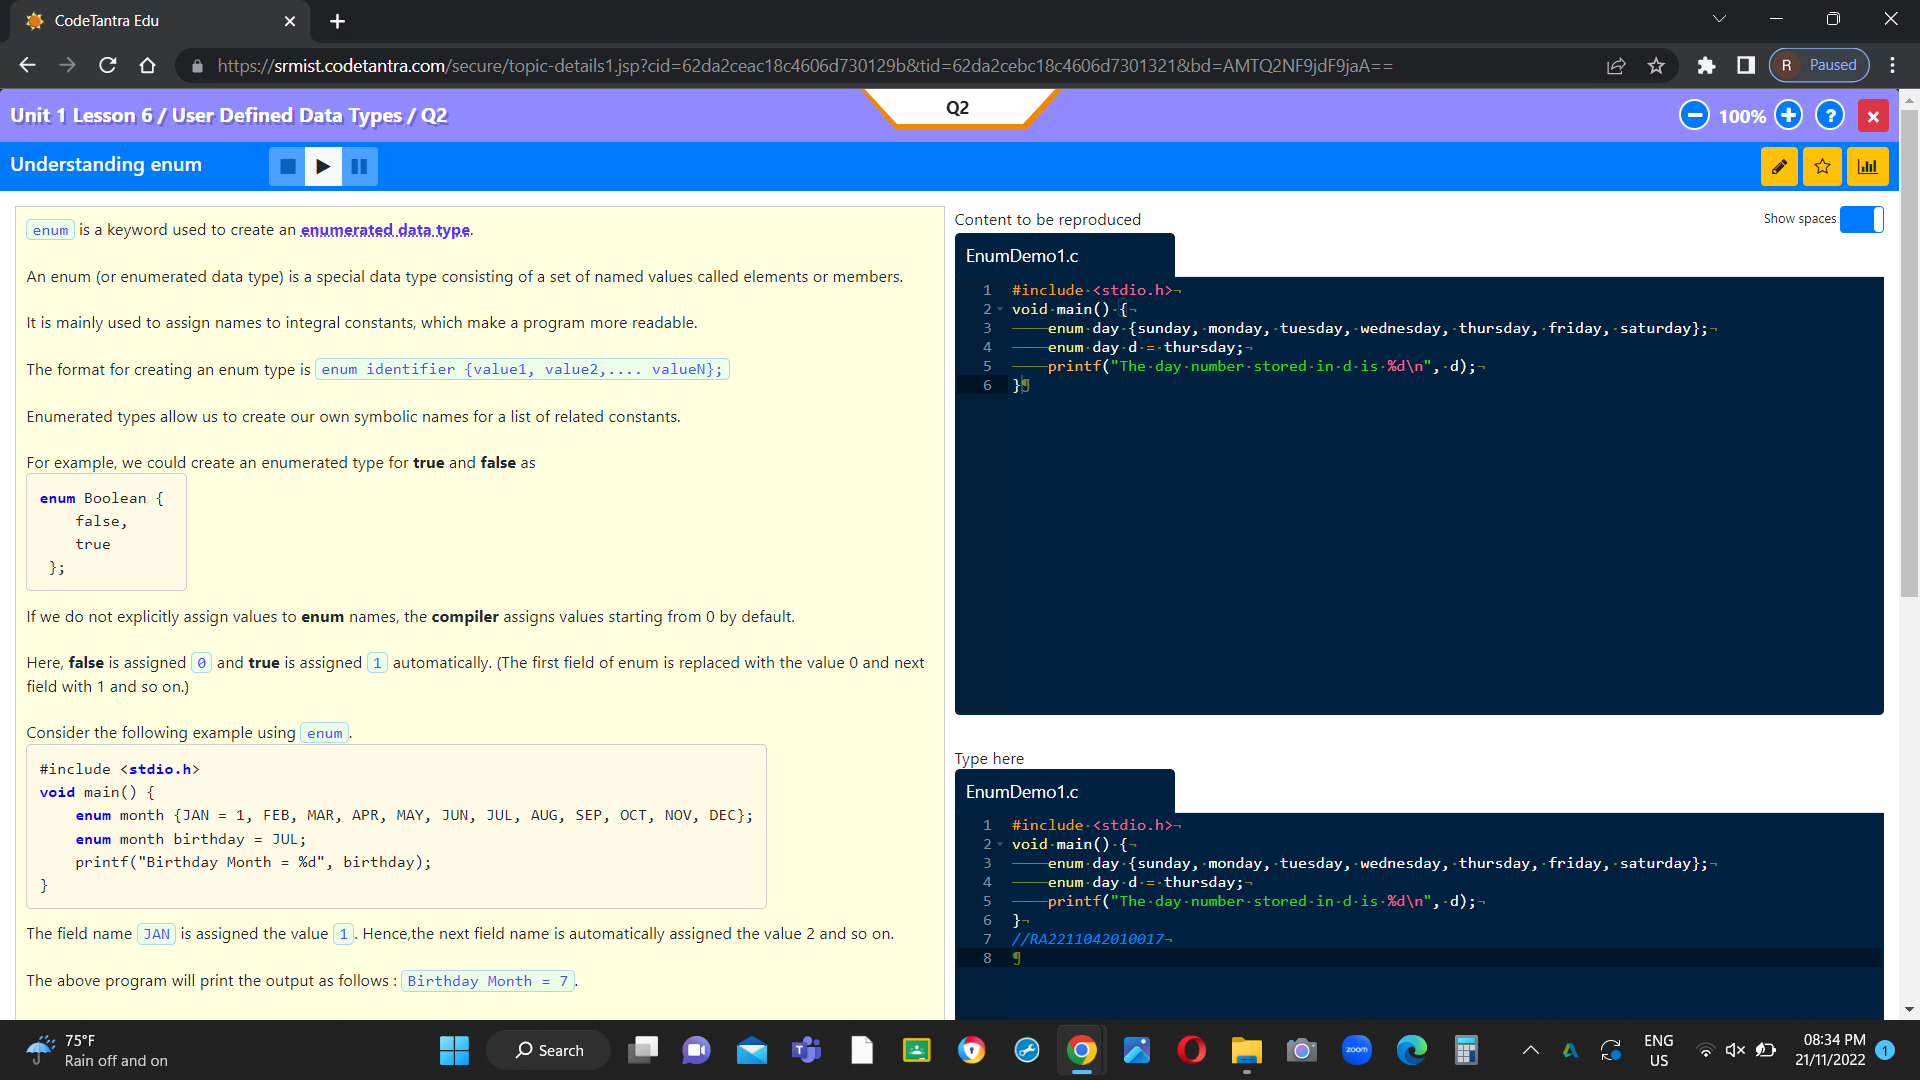 CodeTantra Edu
https://srmist.codetantra.com/secure/topic-details1.jsp?cid=62da2ceac18c4606d730129b&tid=62da2cebc18c4606d7301321&bd=AMTQ2NF9jdF9jaA==
R Paused
Unit 1 Lesson 6 / User Defined Data Types / Q2
Q2
100%
?
Understanding enum
enum is a keyword used to create an enumerated data type.
An enum (or enumerated data type) is a special data type consisting of a set of named values called elements or members.
It is mainly used to assign names to integral constants, which make a program more readable.
The format for creating an enum type is enum identifier {value1, value2,.... valueN};
Enumerated types allow us to create our own symbolic names for a list of related constants.
For example, we could create an enumerated type for true and false as
enum Boolean {
false,
true
};
If we do not explicitly assign values to enum names, the compiler assigns values starting from 0 by default.
Here, false is assigned 0 and true is assigned 1 automatically. (The first field of enum is replaced with the value 0 and next
field with 1 and so on.)
Consider the following example using enum.
#include <stdio.h>
void main() {
enum month {JAN = 1, FEB, MAR, APR, MAY, JUN, JUL, AUG, SEP, OCT, NOV, DEC};
enum month birthday = JUL;
printf("Birthday Month = %d", birthday);
}
The field name JAN is assigned the value 1. Hence,the next field name is automatically assigned the value 2 and so on.
The above program will print the output as follows : Birthday Month = 7.
Content to be reproduced
Show spaces
EnumDemo1.c
1 #include·<stdio.h>¬
2 void·main()·{¬
3 enum·day·{sunday,·monday,·tuesday,·wednesday,·thursday,·friday,·saturday};¬
4 enum·day·d·=·thursday;¬
5 printf("The·day·number·stored·in·d·is·%d\n",·d);¬
6 }¶
Type here
EnumDemo1.c
1 #include·<stdio.h>¬
2 void·main()·{¬
3 enum·day·{sunday,·monday,·tuesday,·wednesday,·thursday,·friday,·saturday};¬
4 enum·day·d·=·thursday;¬
5 printf("The·day·number·stored·in·d·is·%d\n",·d);¬
6 }¬
7 //RA2211042010017¬
8 ¶
75°F
Rain off and on
Search
zoom
ENG
US
08:34 PM
21/11/2022
1